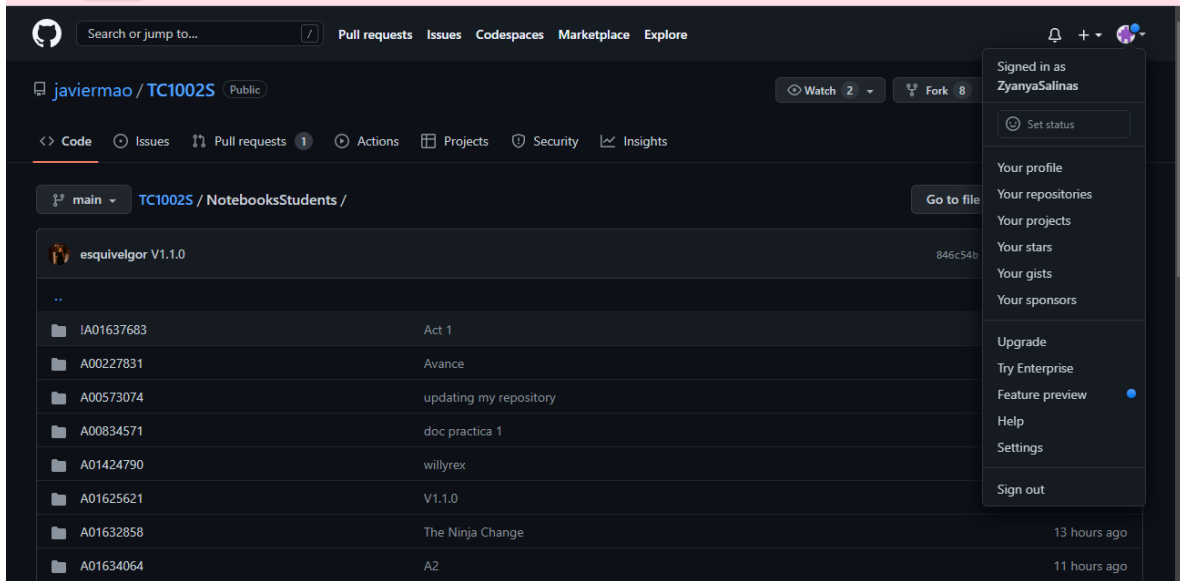 Search or jump to... /
Pull requests Issues Codespaces Marketplace Explore
javiermao / TC1002S Public
Watch 2 Fork 8
Code Issues Pull requests 1 Actions Projects Security Insights
main TC1002S / NotebooksStudents /
Go to file
esquivelgor V1.1.0 846c54b
..
!A01637683 Act 1
A00227831 Avance
A00573074 updating my repository
A00834571 doc practica 1
A01424790 willyrex
A01625621 V1.1.0
A01632858 The Ninja Change 13 hours ago
A01634064 A2 11 hours ago
Signed in as
ZyanyaSalinas
Set status
Your profile
Your repositories
Your projects
Your stars
Your gists
Your sponsors
Upgrade
Try Enterprise
Feature preview
Help
Settings
Sign out